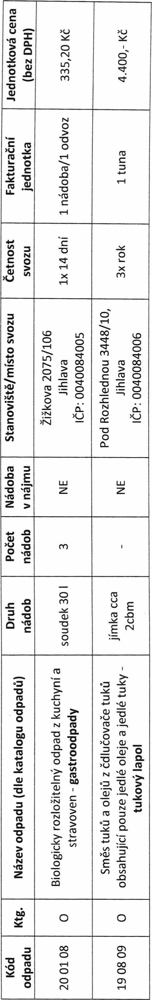 Kód odpadu | Ktg. | Název odpadu (dle katalogu odpadů) | Druh nádob | Počet nádob | Nádoba v nájmu | Stanoviště/místo svozu | Četnost svozu | Fakturační jednotka | Jednotková cena (bez DPH)
20 01 08 | O | Biologicky rozložitelný odpad z kuchyní a stravoven - gastroodpady | soudek 30 l | 3 | NE | Žižkova 2075/106 Jihlava IČP: 0040084005 | 1x 14 dní | 1 nádoba/1 odvoz | 335,20 Kč
19 08 09 | O | Směs tuků a olejů z čdlučovače tuků obsahující pouze jedlé oleje a jedlé tuky - tukový lapol | jímka cca 2cbm | - | NE | Pod Rozhlednou 3448/10, Jihlava IČP: 0040084006 | 3x rok | 1 tuna | 4.400,- Kč